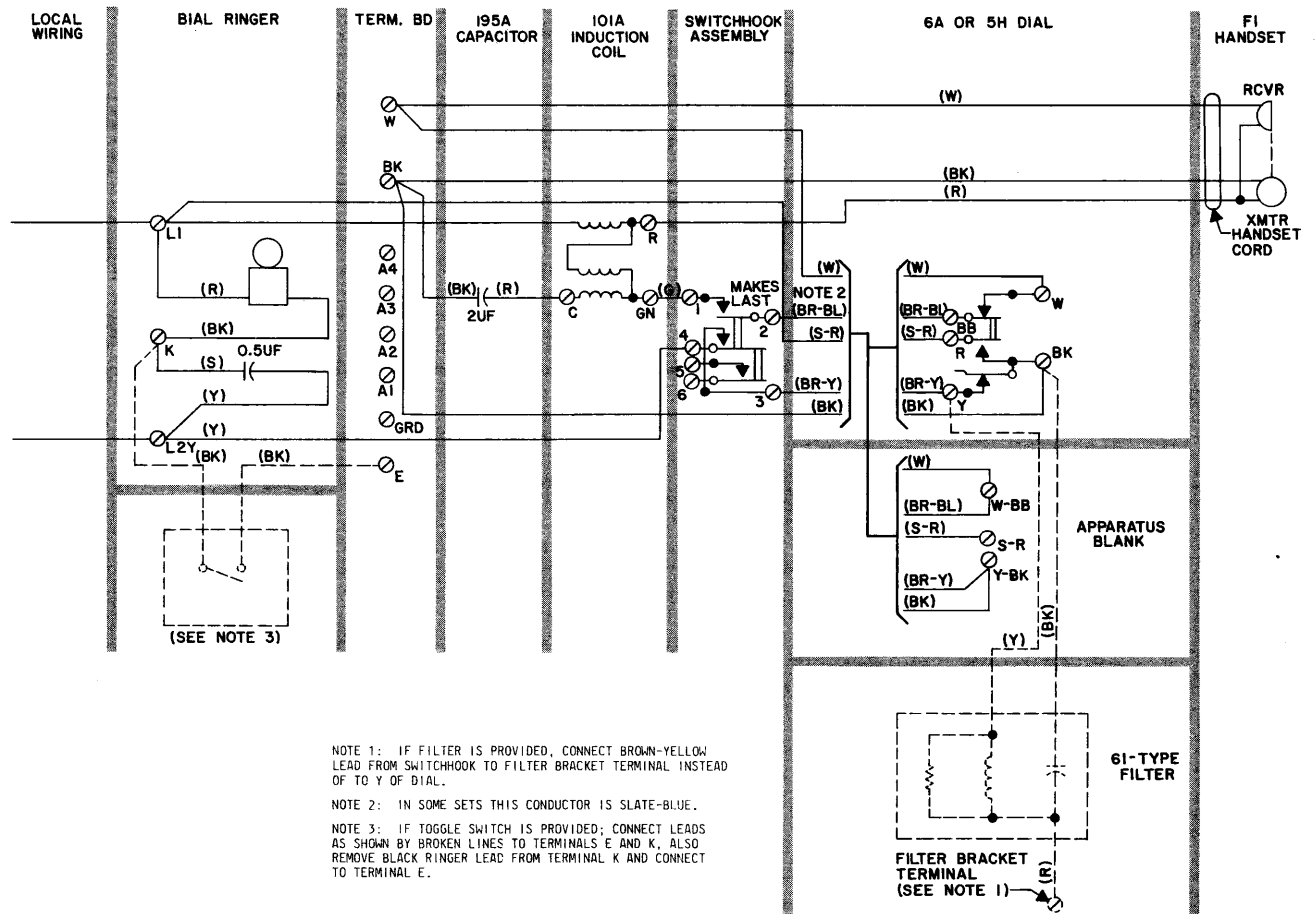 LOCAL
WIRING
BIAL RINGER
TERM. BD
195A
CAPACITOR
101A
INDUCTION
COIL
SWITCHHOOK
ASSEMBLY
6A OR 5H DIAL
F1
HANDSET
RCVR
(W)
W
BK
(BK)
(R)
XMTR
HANDSET
CORD
L1
R
A4
(W)
(W)
(R)
A3
(BK)
(R)
2UF
C
GN
(G)
1
MAKES
LAST
2
NOTE 2
(BR-BL)
(BR-BL)
W
BB
(BK)
K
A2
4
(S-R)
(S-R)
R
BK
0.5UF
(S)
A1
5
6
(BR-Y)
(BR-Y)
Y
3
(Y)
(BK)
(BK)
GRD
L2Y
(Y)
(BK)
(BK)
E
(W)
(BR-BL)
W-BB
(S-R)
S-R
Y-BK
(BR-Y)
(BK)
APPARATUS
BLANK
(SEE NOTE 3)
(Y)
(BK)
61-TYPE
FILTER
FILTER BRACKET
TERMINAL
(SEE NOTE 1)
(R)
NOTE 1: IF FILTER IS PROVIDED, CONNECT BROWN-YELLOW
LEAD FROM SWITCHHOOK TO FILTER BRACKET TERMINAL INSTEAD
OF TO Y OF DIAL.
NOTE 2: IN SOME SETS THIS CONDUCTOR IS SLATE-BLUE.
NOTE 3: IF TOGGLE SWITCH IS PROVIDED; CONNECT LEADS
AS SHOWN BY BROKEN LINES TO TERMINALS E AND K, ALSO
REMOVE BLACK RINGER LEAD FROM TERMINAL K AND CONNECT
TO TERMINAL E.